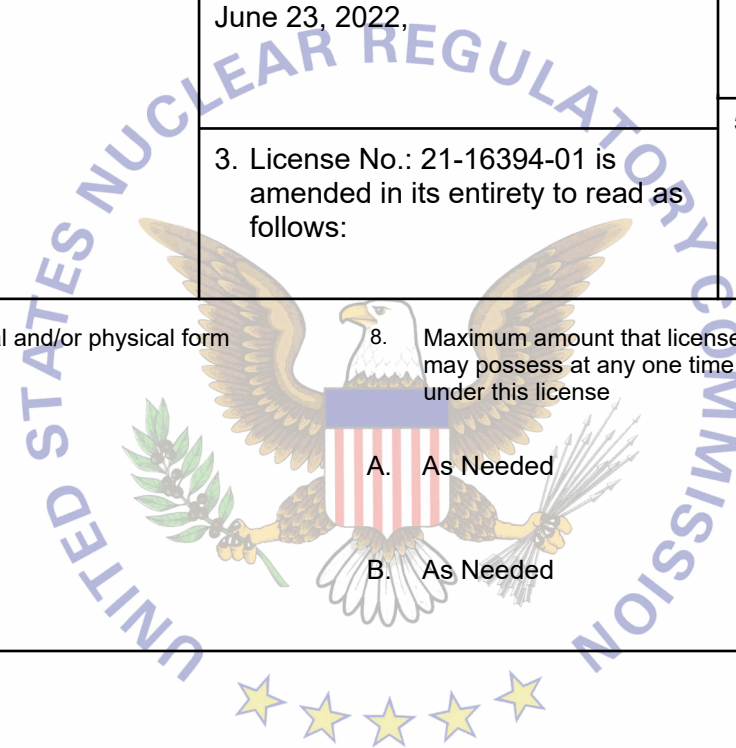 June 23, 2022,
3. License No.: 21-16394-01 is
amended in its entirety to read as
follows:
l and/or physical form
8. Maximum amount that license
may possess at any one time
under this license
A. As Needed
B. As Needed
UNITED STATES NUCLEAR REGULATORY COMMISSION